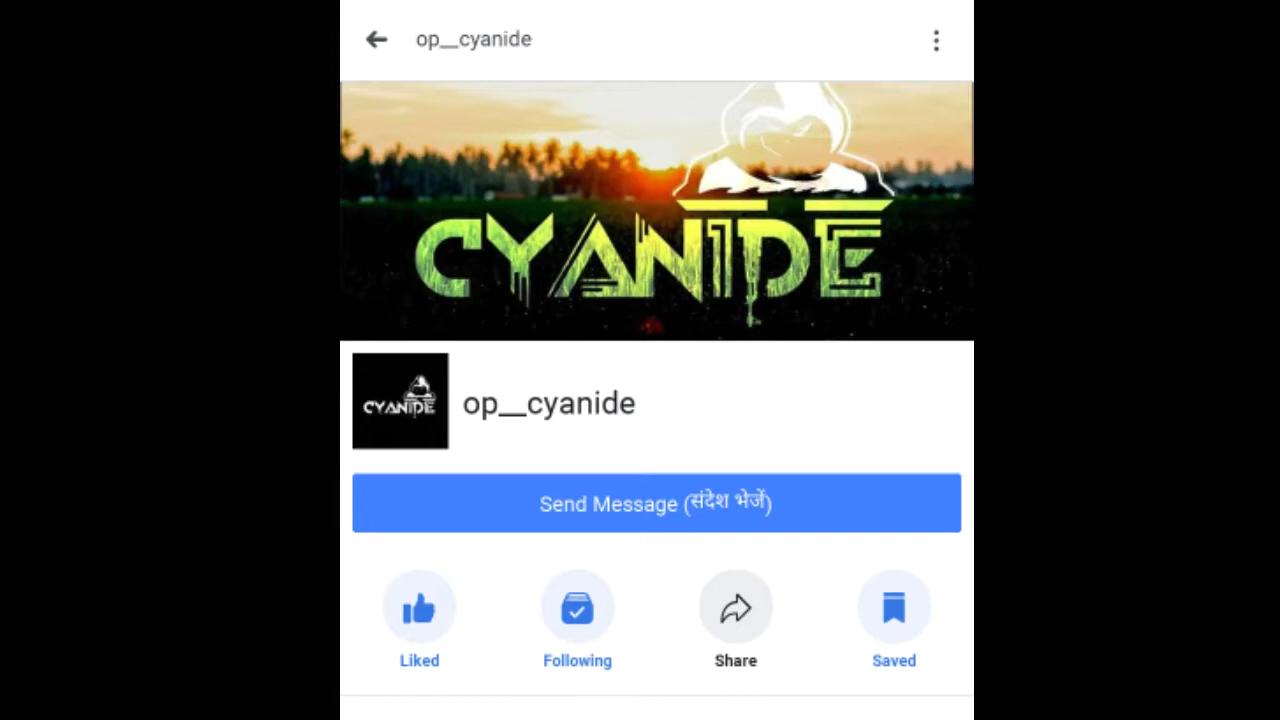 op__cyanide
CYANIDE
CYANIDE
op__cyanide
Send Message (संदेश भेजें)
Liked Following Share Saved